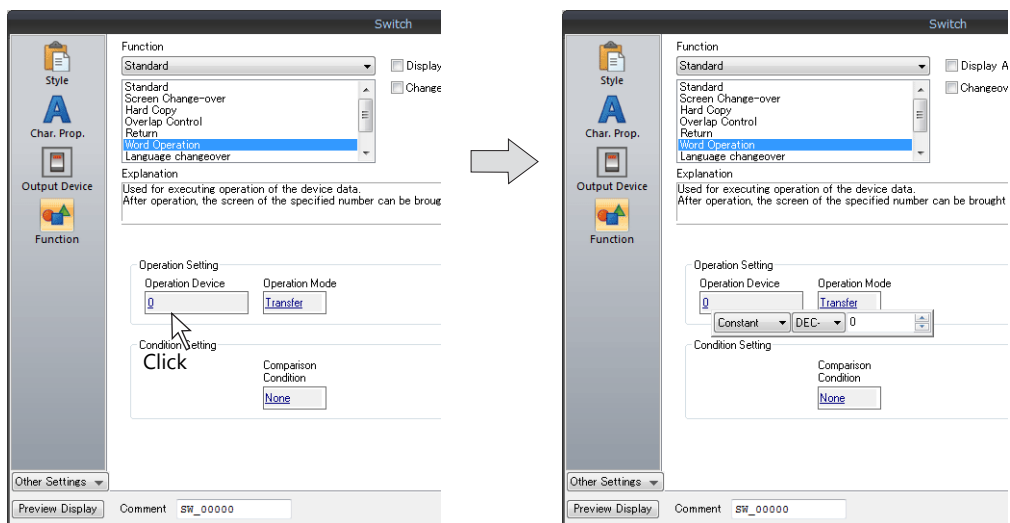 Switch
Style
Char. Prop.
Output Device
Function
Other Settings
Preview Display
Function
Standard
Display
Change
Standard
Screen Change-over
Hard Copy
Overlap Control
Return
Word Operation
Language changeover
Explanation
Used for executing operation of the device data.
After operation, the screen of the specified number can be broug
Operation Setting
Operation Device
Operation Mode
0
Transfer
Condition Setting
Click
Comparison
Condition
None
Comment SW_00000
Switch
Style
Char. Prop.
Output Device
Function
Other Settings
Preview Display
Function
Standard
Display A
Changeov
Standard
Screen Change-over
Hard Copy
Overlap Control
Return
Word Operation
Language changeover
Explanation
Used for executing operation of the device data.
After operation, the screen of the specified number can be brought
Operation Setting
Operation Device
Operation Mode
0
Transfer
Constant DEC- 0
Condition Setting
Comparison
Condition
None
Comment SW_00000